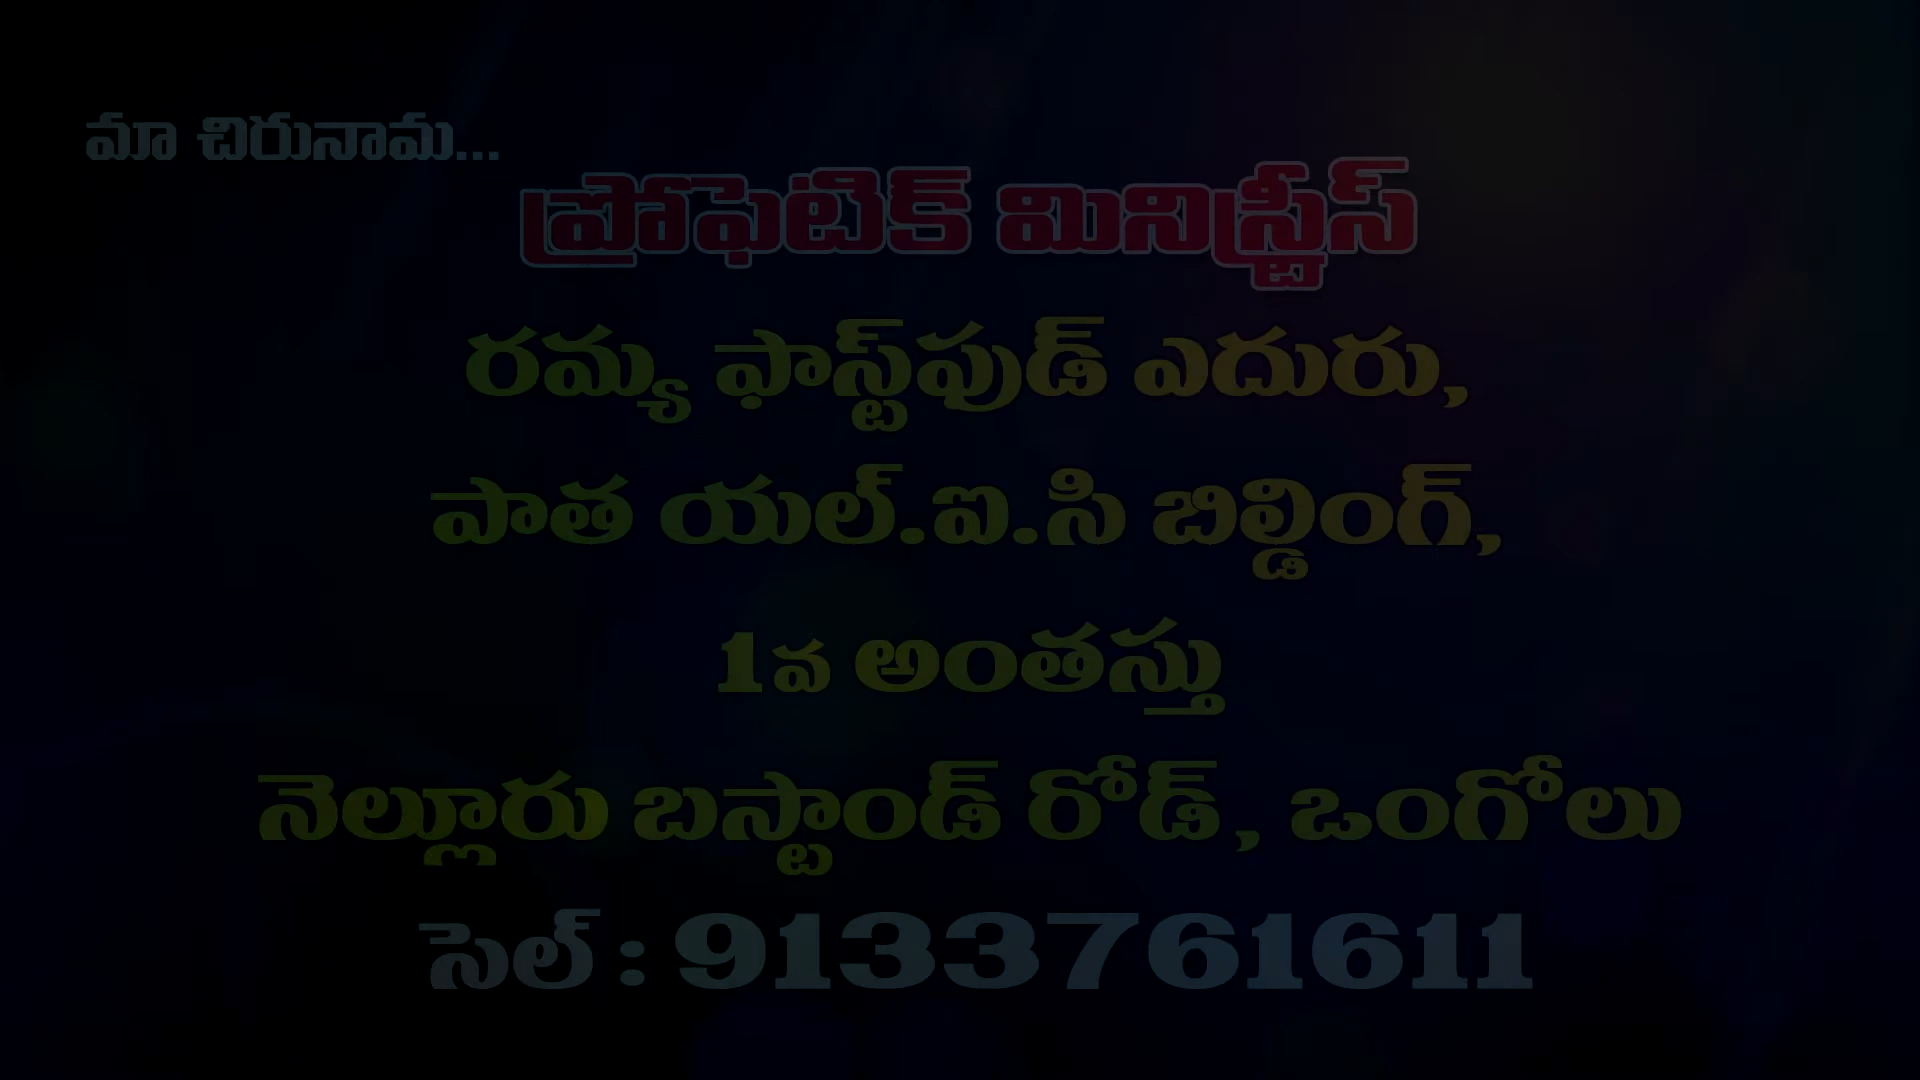 మా చిరునామ...
ప్రోఫెటిక్ మినిస్ట్రీస్
రమ్య ఫాస్ట్‌ఫుడ్ ఎదురు,
పాత యల్.ఐ.సి బిల్డింగ్,
1వ అంతస్తు
నెల్లూరు బస్టాండ్ రోడ్, ఒంగోలు
సెల్ : 9133761611